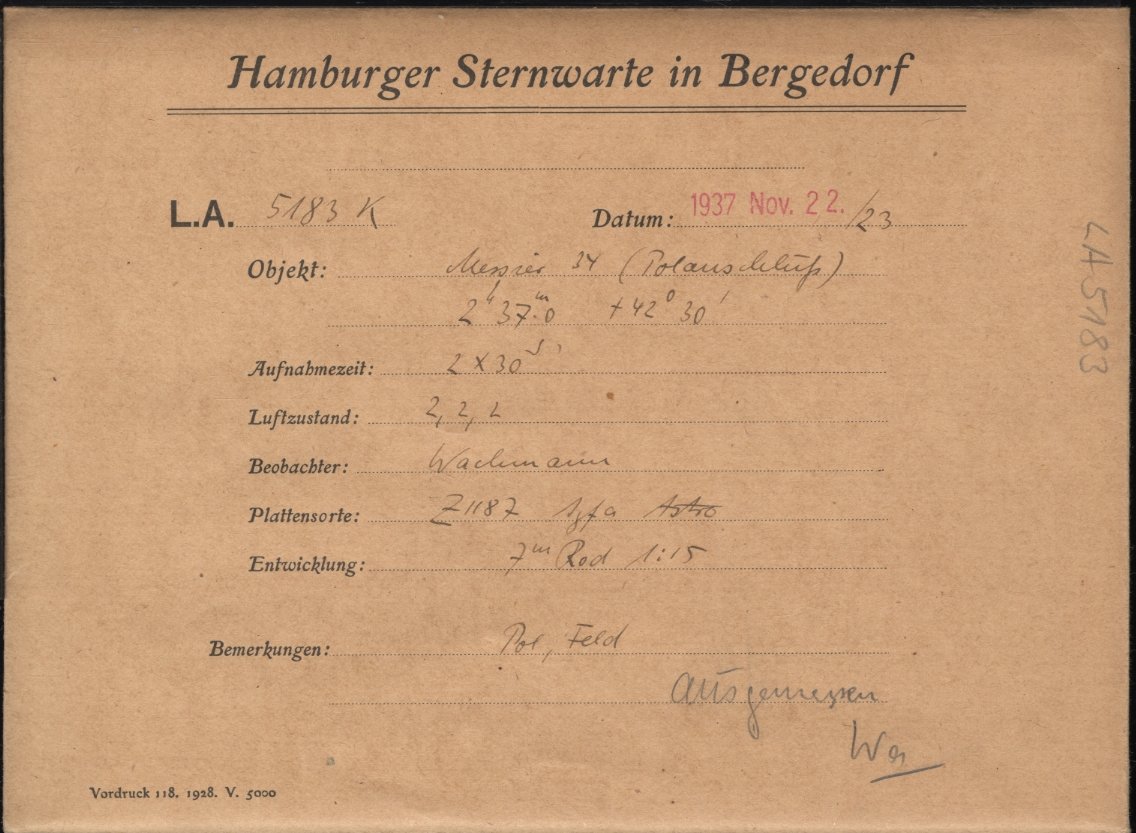 Hamburger Sternwarte in Bergedorf
L.A. 5183 K Datum: 1937 Nov. 22./23
Objekt: Messier 34 (Polanschluß)
2ʰ 37ᵐ.0 +42° 30'
Aufnahmezeit: 2 x 30ˢ
Luftzustand: 2, 2, 2
Beobachter: Wachmann
Plattensorte: Z1187 Agfa Astro
Entwicklung: 7ᵐ Rod 1:15
Bemerkungen: Pol, Feld
Ausgemessen
Wa
Vordruck 118. 1928. V. 5000
LA 5183